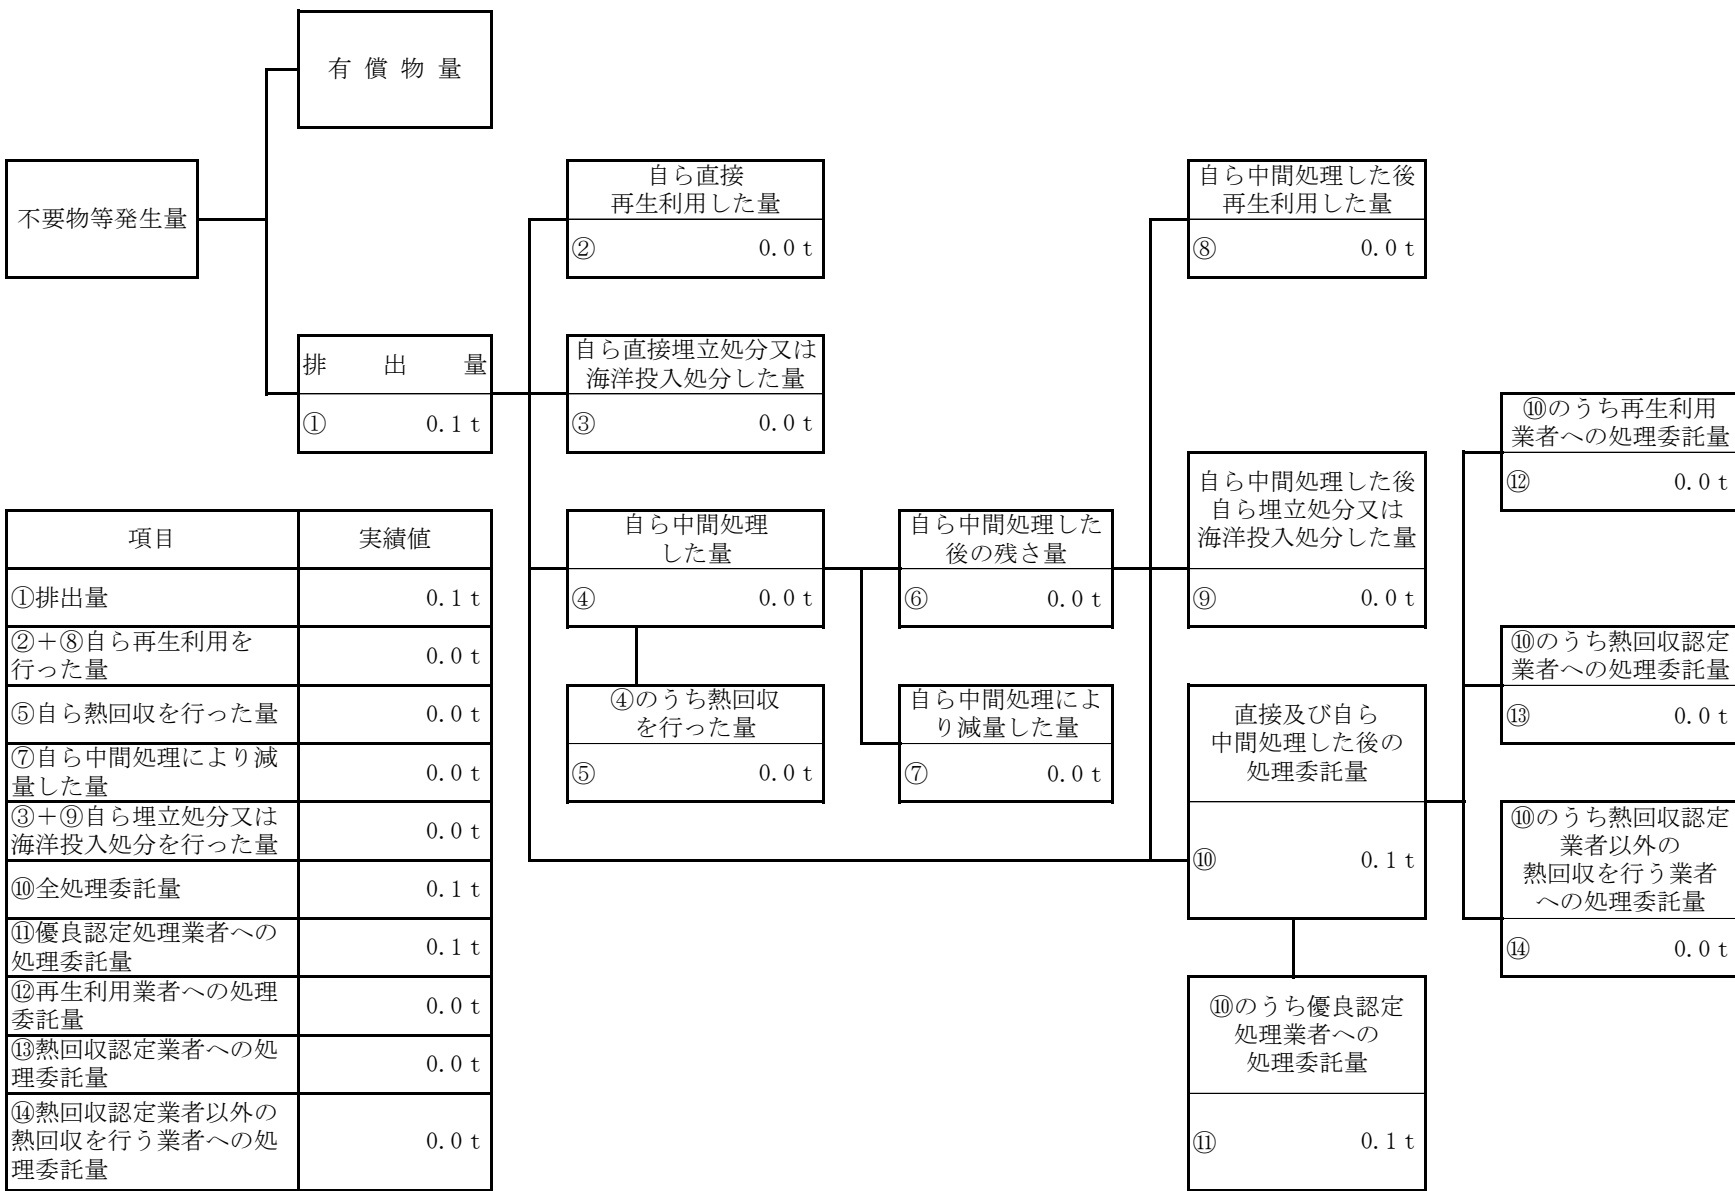 有償物量
不要物等発生量
自ら直接
再生利用した量
② 0.0 t
自ら中間処理した後
再生利用した量
⑧ 0.0 t
排出量
① 0.1 t
自ら直接埋立処分又は
海洋投入処分した量
③ 0.0 t
⑩のうち再生利用
業者への処理委託量
⑫ 0.0 t
自ら中間処理した後
自ら埋立処分又は
海洋投入処分した量
⑨ 0.0 t
自ら中間処理
した量
④ 0.0 t
自ら中間処理した
後の残さ量
⑥ 0.0 t
⑩のうち熱回収認定
業者への処理委託量
⑬ 0.0 t
④のうち熱回収
を行った量
⑤ 0.0 t
自ら中間処理によ
り減量した量
⑦ 0.0 t
直接及び自ら
中間処理した後の
処理委託量
⑩ 0.1 t
⑩のうち熱回収認定
業者以外の
熱回収を行う業者
への処理委託量
⑭ 0.0 t
⑩のうち優良認定
処理業者への
処理委託量
⑪ 0.1 t
項目 実績値
①排出量 0.1 t
②＋⑧自ら再生利用を
行った量 0.0 t
⑤自ら熱回収を行った量 0.0 t
⑦自ら中間処理により減
量した量 0.0 t
③＋⑨自ら埋立処分又は
海洋投入処分を行った量 0.0 t
⑩全処理委託量 0.1 t
⑪優良認定処理業者への
処理委託量 0.1 t
⑫再生利用業者への処理
委託量 0.0 t
⑬熱回収認定業者への処
理委託量 0.0 t
⑭熱回収認定業者以外の
熱回収を行う業者への処
理委託量 0.0 t